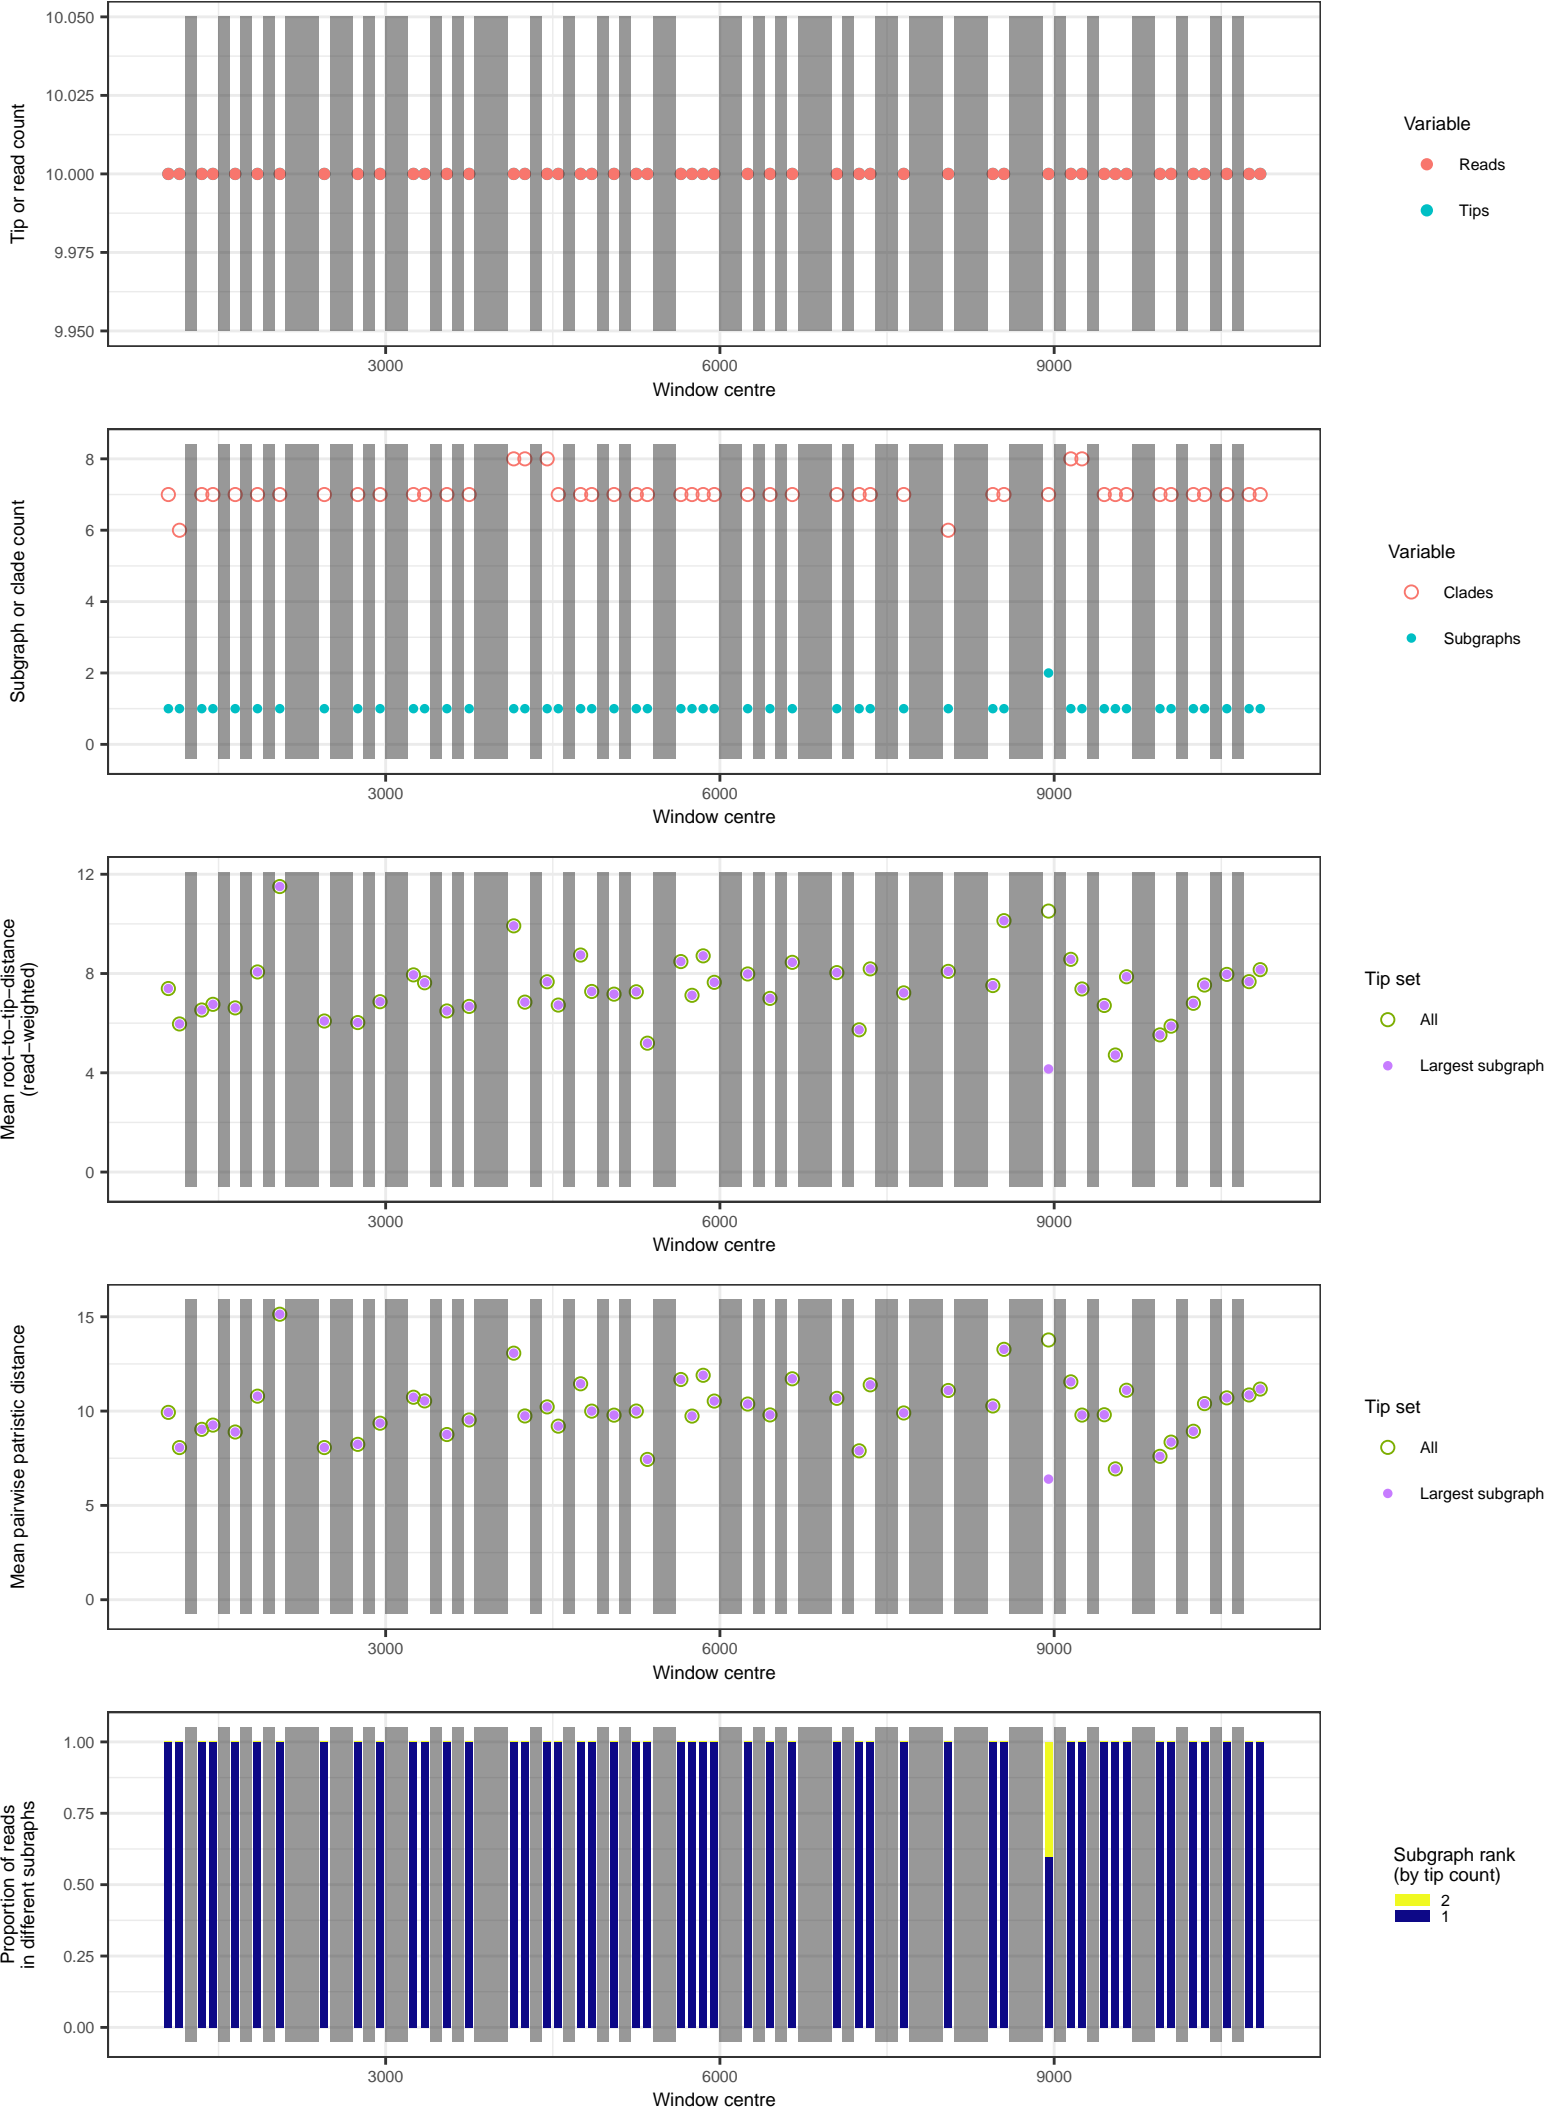 10.050
10.025
10.000
9.975
9.950
Tip or read count
3000
6000
9000
Window centre
Variable
Reads
Tips
8
6
4
2
0
Subgraph or clade count
3000
6000
9000
Window centre
Variable
Clades
Subgraphs
12
8
4
0
Mean root−to−tip−distance
(read−weighted)
3000
6000
9000
Window centre
Tip set
All
Largest subgraph
15
10
5
0
Mean pairwise patristic distance
3000
6000
9000
Window centre
Tip set
All
Largest subgraph
1.00
0.75
0.50
0.25
0.00
Proportion of reads
in different subraphs
3000
6000
9000
Window centre
Subgraph rank
(by tip count)
2
1